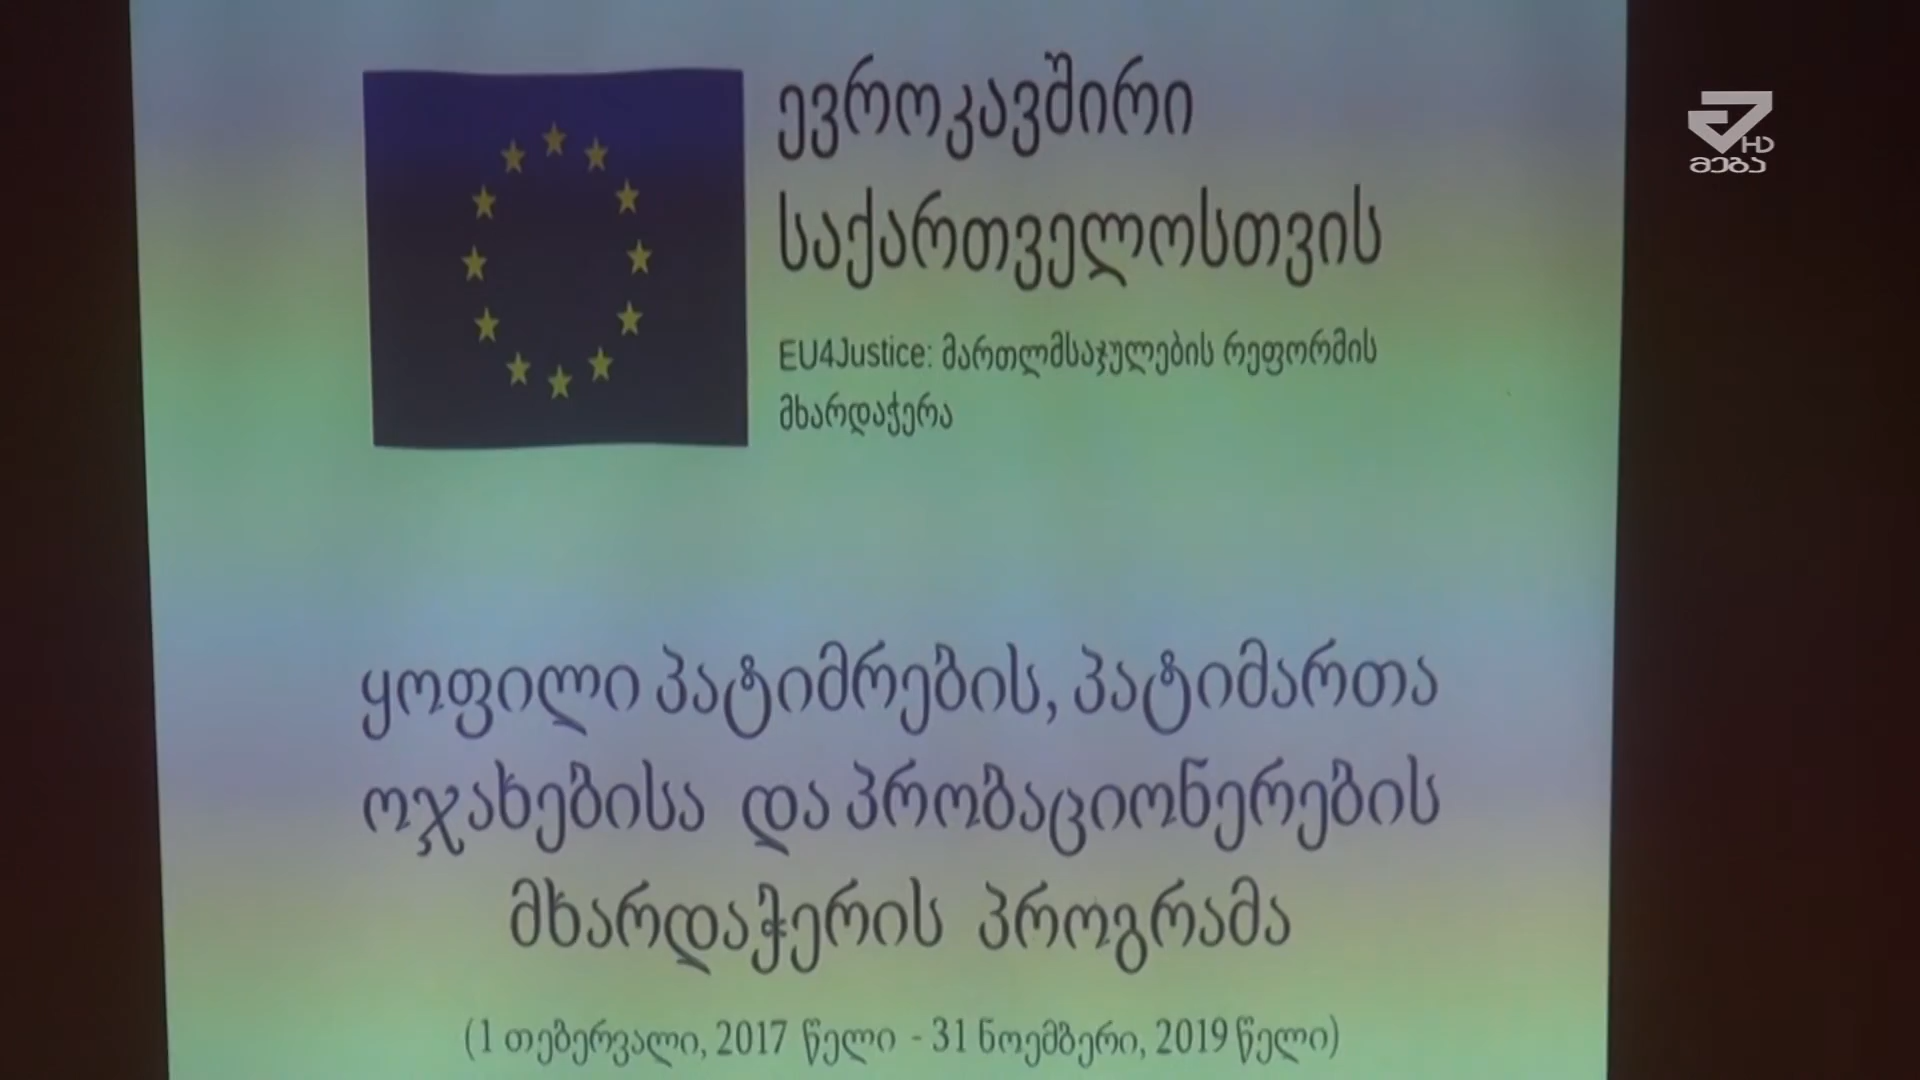 ევროკავშირი
საქართველოსთვის
EU4Justice: მართლმსაჯულების რეფორმის
მხარდაჭერა
HD
მეგა
ყოფილი პატიმრების, პატიმართა
ოჯახებისა და პრობაციონერების
მხარდაჭერის პროგრამა
(1 თებერვალი, 2017 წელი - 31 ნოემბერი, 2019 წელი)